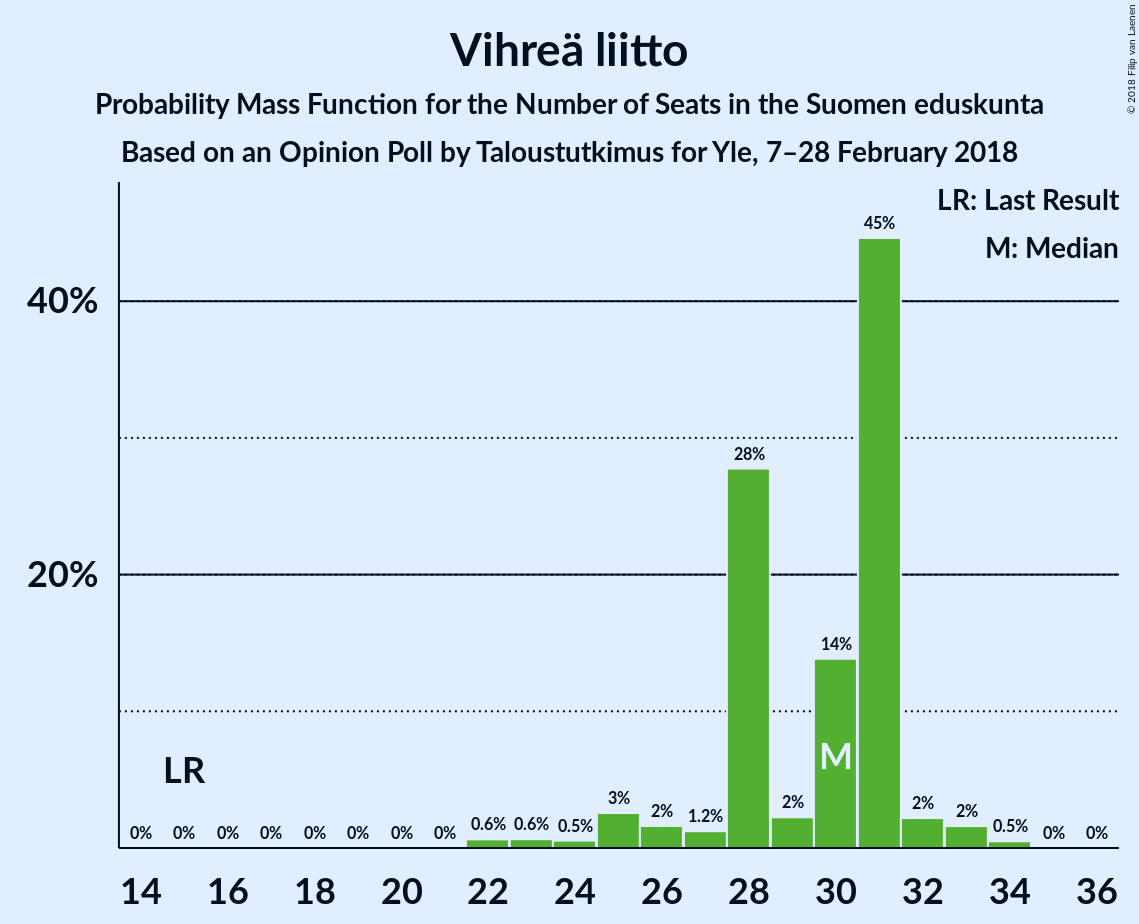 Vihreä liitto
Probability Mass Function for the Number of Seats in the Suomen eduskunta
Based on an Opinion Poll by Taloustutkimus for Yle, 7–28 February 2018
© 2018 Filip van Laenen
LR: Last Result
M: Median
45%
40%
28%
20%
14%
M
LR
0% 0% 0% 0% 0% 0% 0% 0% 0.6% 0.6% 0.5% 3% 2% 1.2% 2% 2% 2% 0.5% 0% 0%
14 16 18 20 22 24 26 28 30 32 34 36